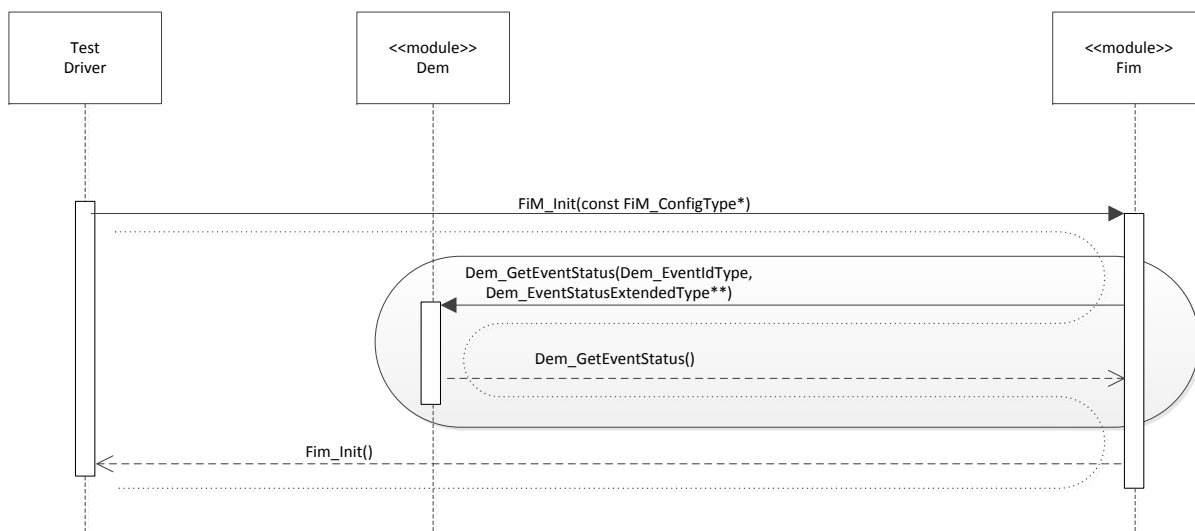 Test
Driver
<<module>>
Dem
<<module>>
Fim
FiM_Init(const FiM_ConfigType*)
Dem_GetEventStatus(Dem_EventIdType,
Dem_EventStatusExtendedType**)
Dem_GetEventStatus()
Fim_Init()